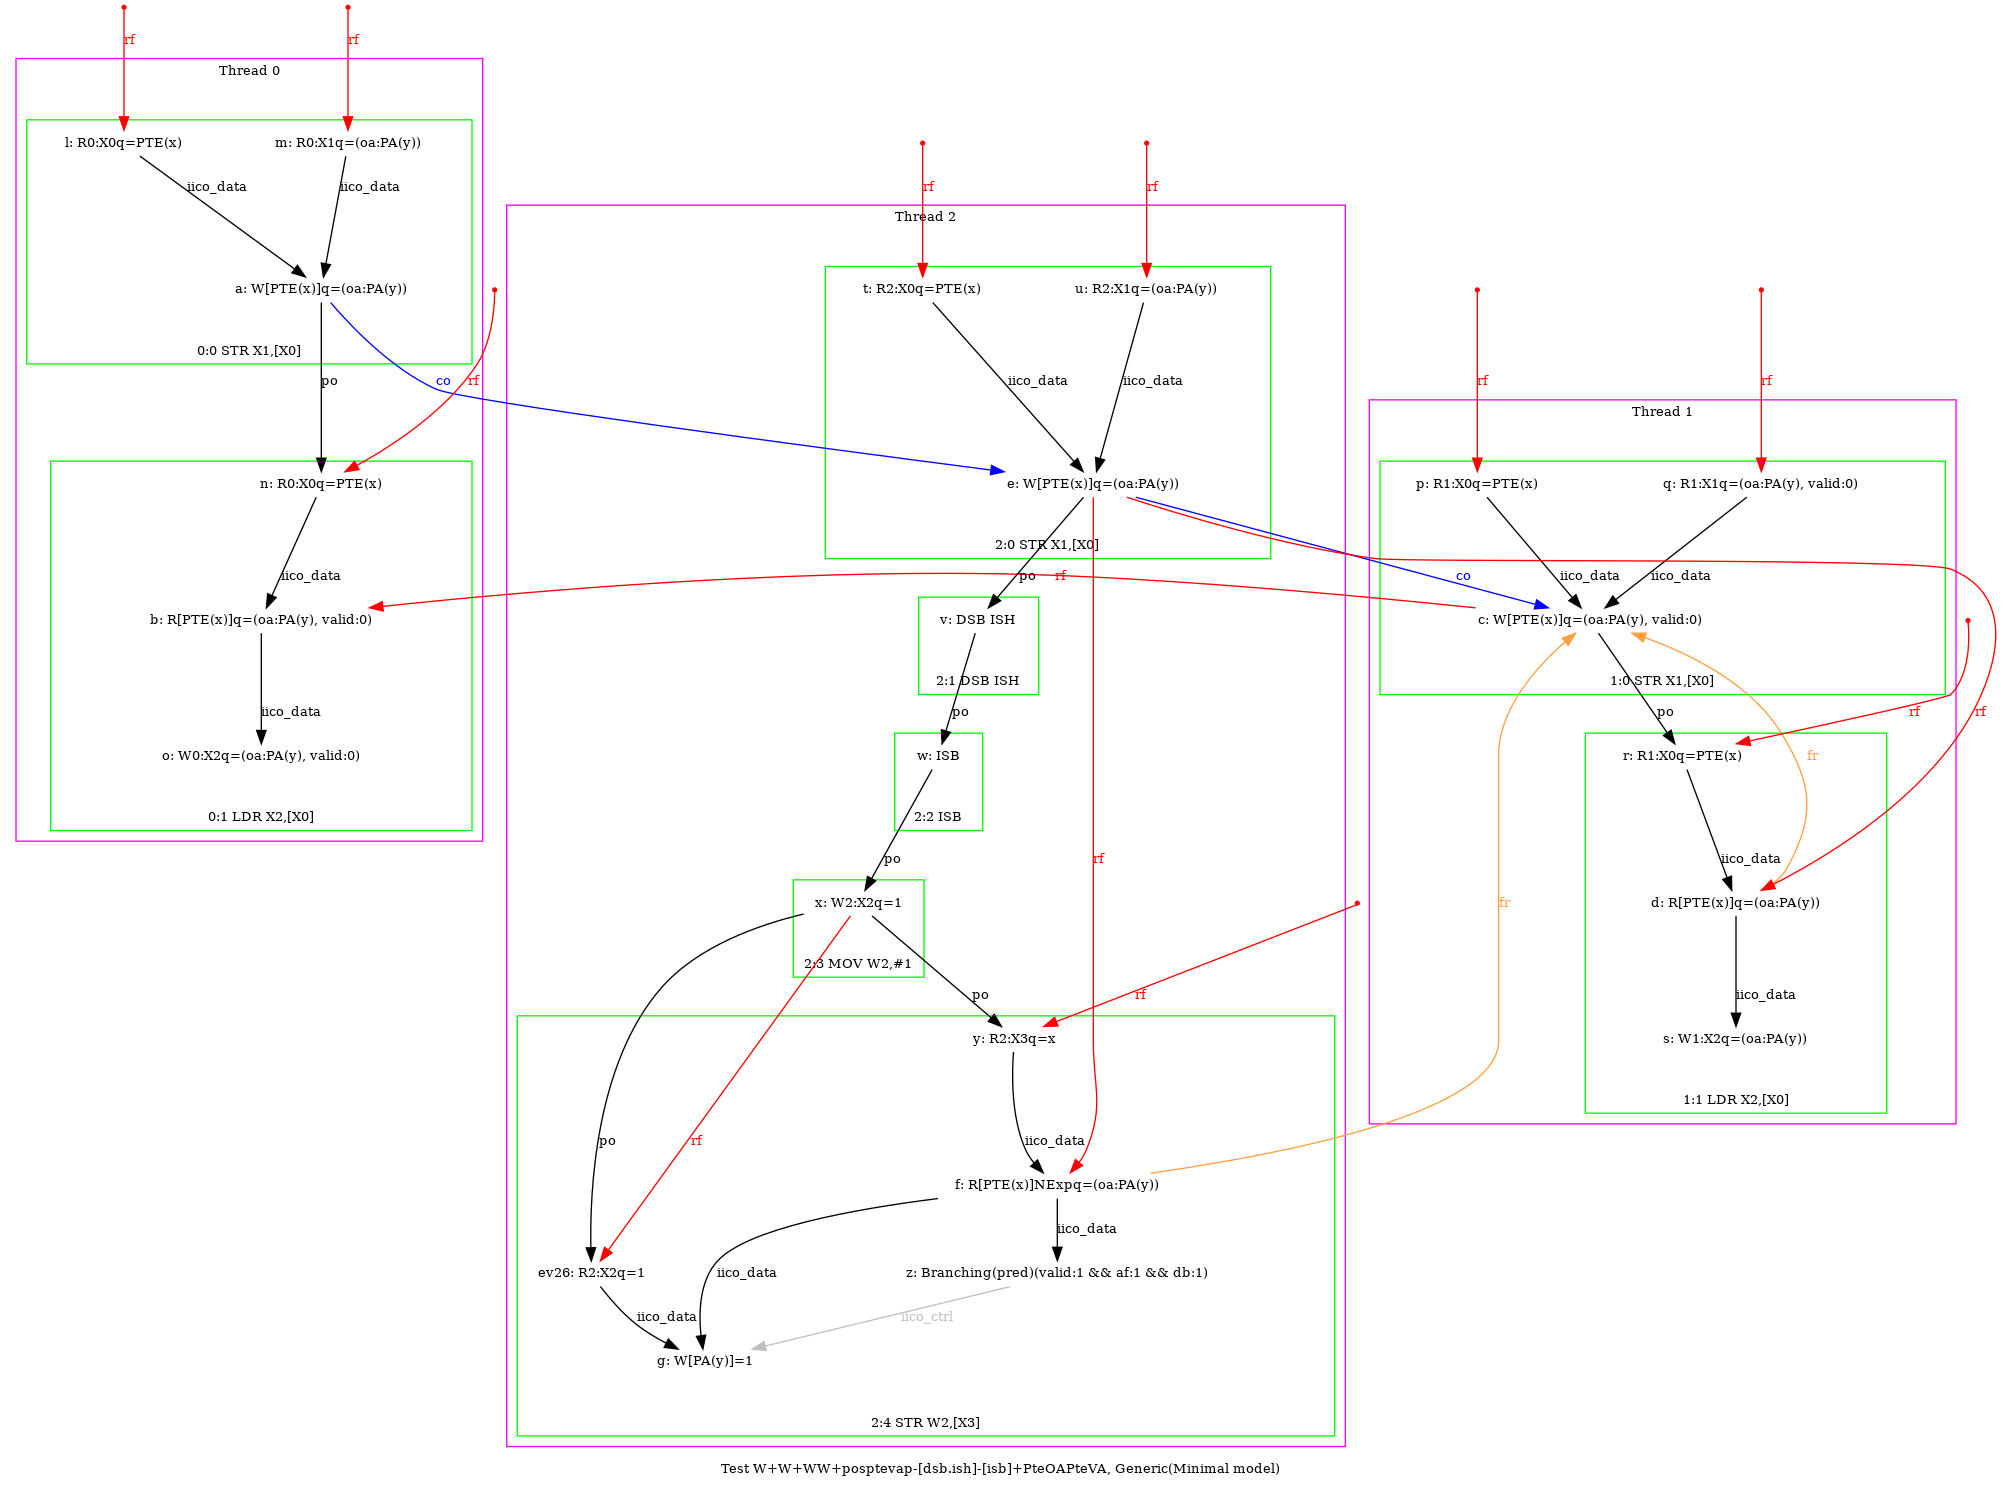 rf
rf
Thread 0
l: R0:X0q=PTE(x)
m: R0:X1q=(oa:PA(y))
iico_data
iico_data
a: W[PTE(x)]q=(oa:PA(y))
0:0 STR X1,[X0]
po
co
rf
n: R0:X0q=PTE(x)
iico_data
b: R[PTE(x)]q=(oa:PA(y), valid:0)
iico_data
o: W0:X2q=(oa:PA(y), valid:0)
0:1 LDR X2,[X0]
rf
rf
Thread 2
t: R2:X0q=PTE(x)
u: R2:X1q=(oa:PA(y))
iico_data
iico_data
e: W[PTE(x)]q=(oa:PA(y))
2:0 STR X1,[X0]
po
rf
co
v: DSB ISH
2:1 DSB ISH
po
w: ISB
2:2 ISB
po
rf
x: W2:X2q=1
2:3 MOV W2,#1
po
rf
y: R2:X3q=x
po
rf
iico_data
f: R[PTE(x)]NExpq=(oa:PA(y))
iico_data
iico_data
ev26: R2:X2q=1
z: Branching(pred)(valid:1 && af:1 && db:1)
iico_data
iico_ctrl
g: W[PA(y)]=1
2:4 STR W2,[X3]
rf
rf
Thread 1
p: R1:X0q=PTE(x)
q: R1:X1q=(oa:PA(y), valid:0)
iico_data
iico_data
c: W[PTE(x)]q=(oa:PA(y), valid:0)
1:0 STR X1,[X0]
po
rf
rf
r: R1:X0q=PTE(x)
fr
iico_data
fr
d: R[PTE(x)]q=(oa:PA(y))
iico_data
s: W1:X2q=(oa:PA(y))
1:1 LDR X2,[X0]
Test W+W+WW+posptevap-[dsb.ish]-[isb]+PteOAPteVA, Generic(Minimal model)